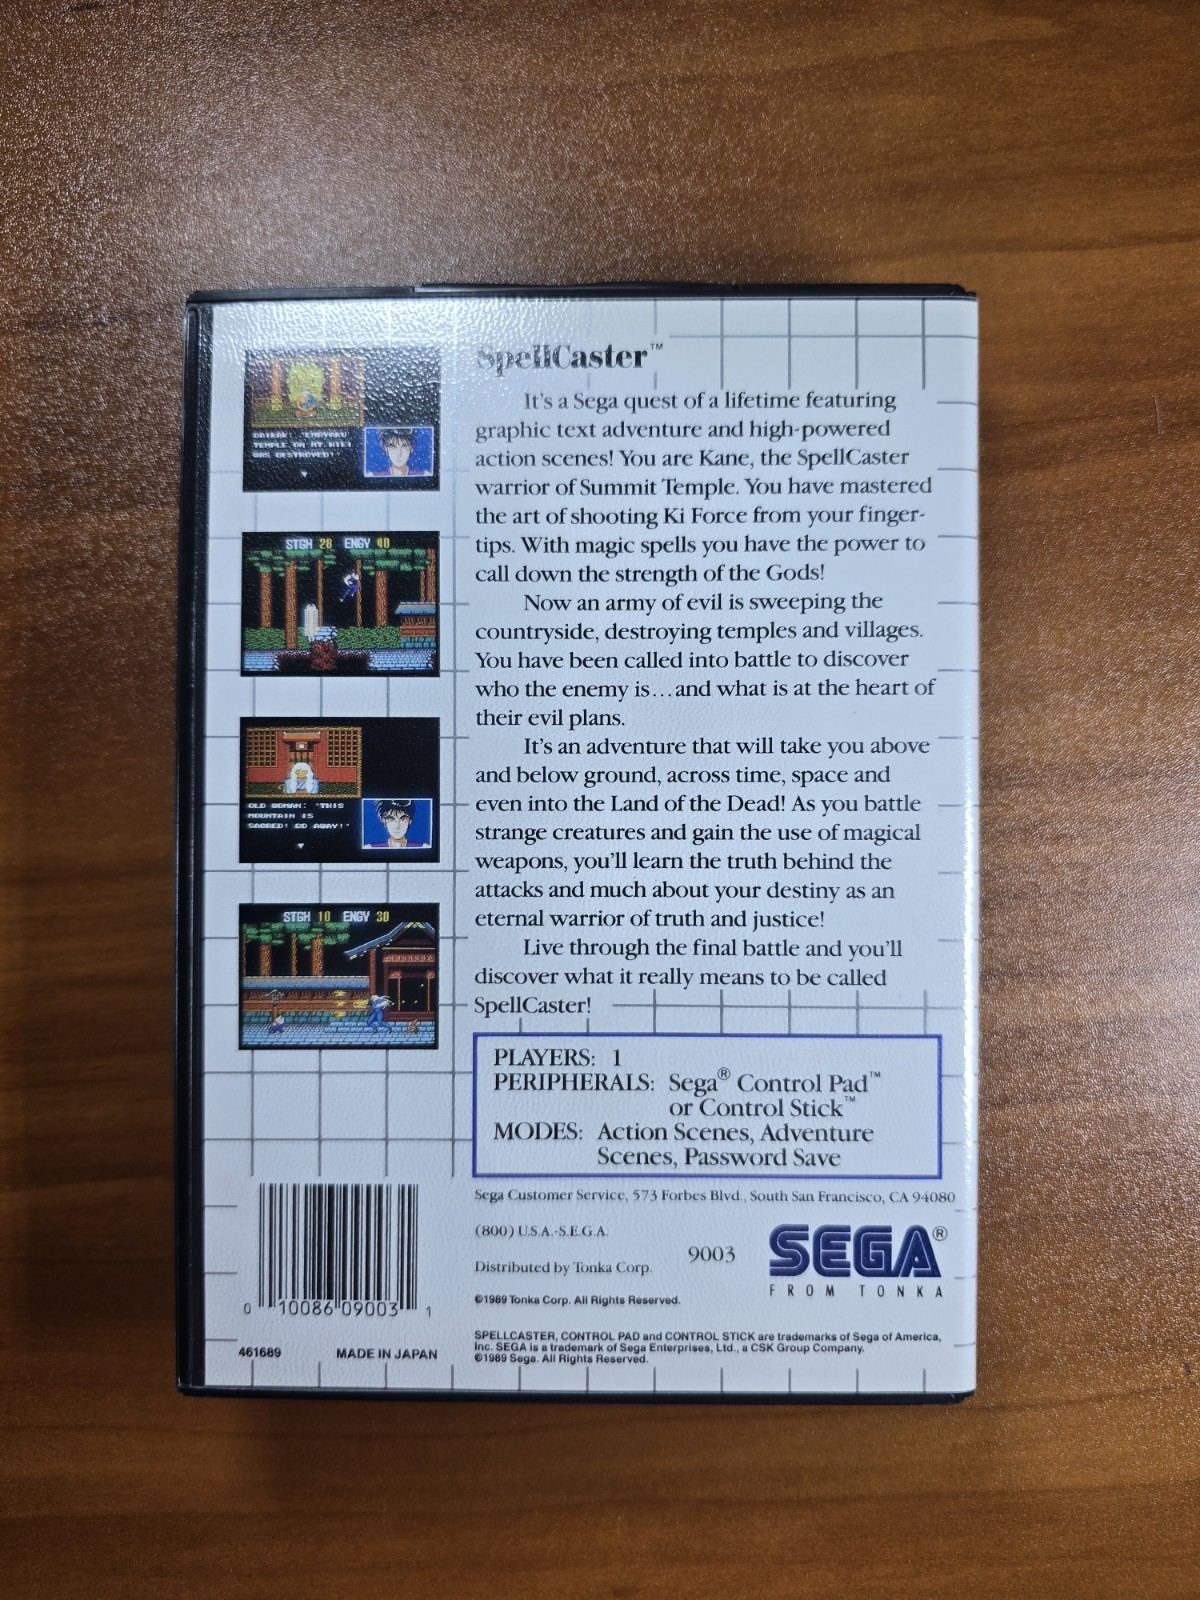 SpellCaster™
It's a Sega quest of a lifetime featuring
graphic text adventure and high-powered
action scenes! You are Kane, the SpellCaster
warrior of Summit Temple. You have mastered
the art of shooting Ki Force from your finger-
tips. With magic spells you have the power to
call down the strength of the Gods!
Now an army of evil is sweeping the
countryside, destroying temples and villages.
You have been called into battle to discover
who the enemy is...and what is at the heart of
their evil plans.
It's an adventure that will take you above
and below ground, across time, space and
even into the Land of the Dead! As you battle
strange creatures and gain the use of magical
weapons, you'll learn the truth behind the
attacks and much about your destiny as an
eternal warrior of truth and justice!
Live through the final battle and you'll
discover what it really means to be called
SpellCaster!
PLAYERS: 1
PERIPHERALS: Sega® Control Pad™
or Control Stick™
MODES: Action Scenes, Adventure
Scenes, Password Save
Sega Customer Service, 573 Forbes Blvd., South San Francisco, CA 94080
(800) U.S.A.-S.E.G.A.
9003
Distributed by Tonka Corp.
©1989 Tonka Corp. All Rights Reserved.
SEGA®
FROM TONKA
SPELLCASTER, CONTROL PAD and CONTROL STICK are trademarks of Sega of America,
Inc. SEGA is a trademark of Sega Enterprises, Ltd., a CSK Group Company.
©1989 Sega. All Rights Reserved.
TEMPLE ON MT. HIEI
WAS DESTROYED!"
STGH 28 ENGY 40
OLD WOMAN: "THIS
MOUNTAIN IS
SACRED! GO AWAY!"
STGH 10 ENGY 30
0 10086 09003 1
461689 MADE IN JAPAN